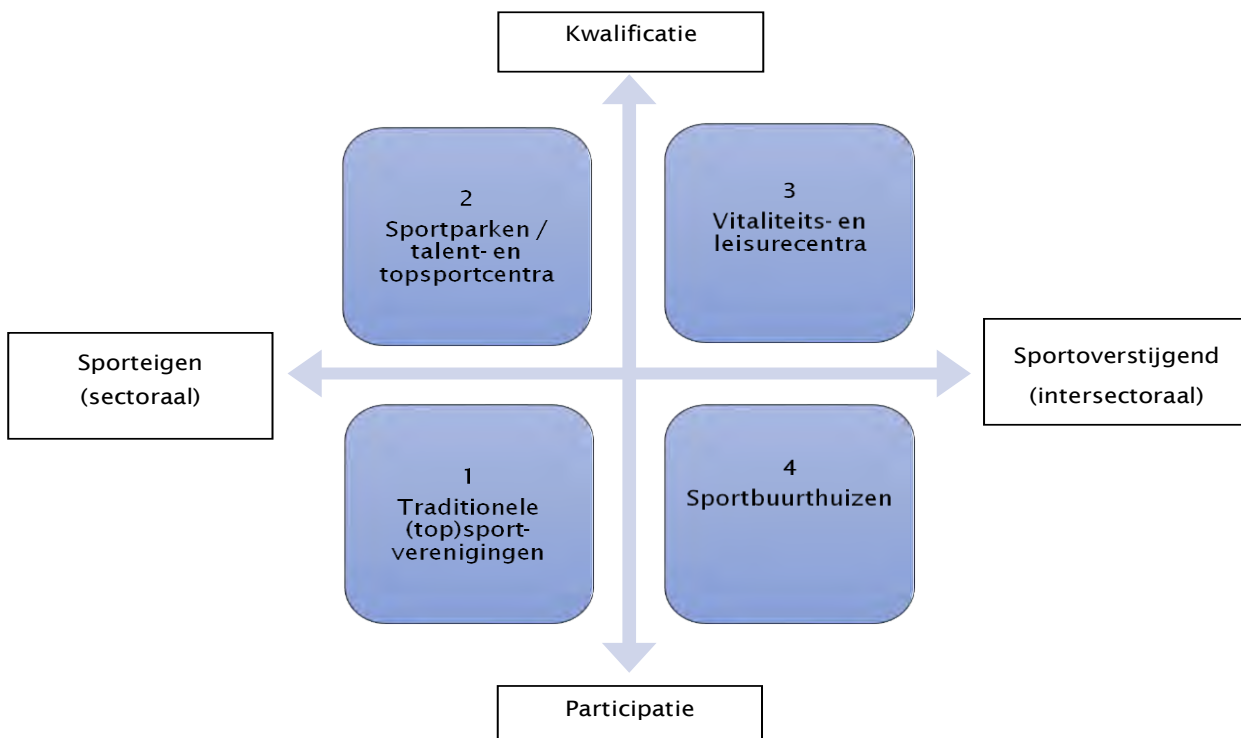 Kwalificatie
2
Sportparken /
talent- en
topsportcentra
3
Vitaliteits- en
leisurecentra
Sporteigen
(sectoraal)
Sportoverstijgend
(intersectoraal)
1
Traditionele
(top)sport-
verenigingen
4
Sportbuurthuizen
Participatie